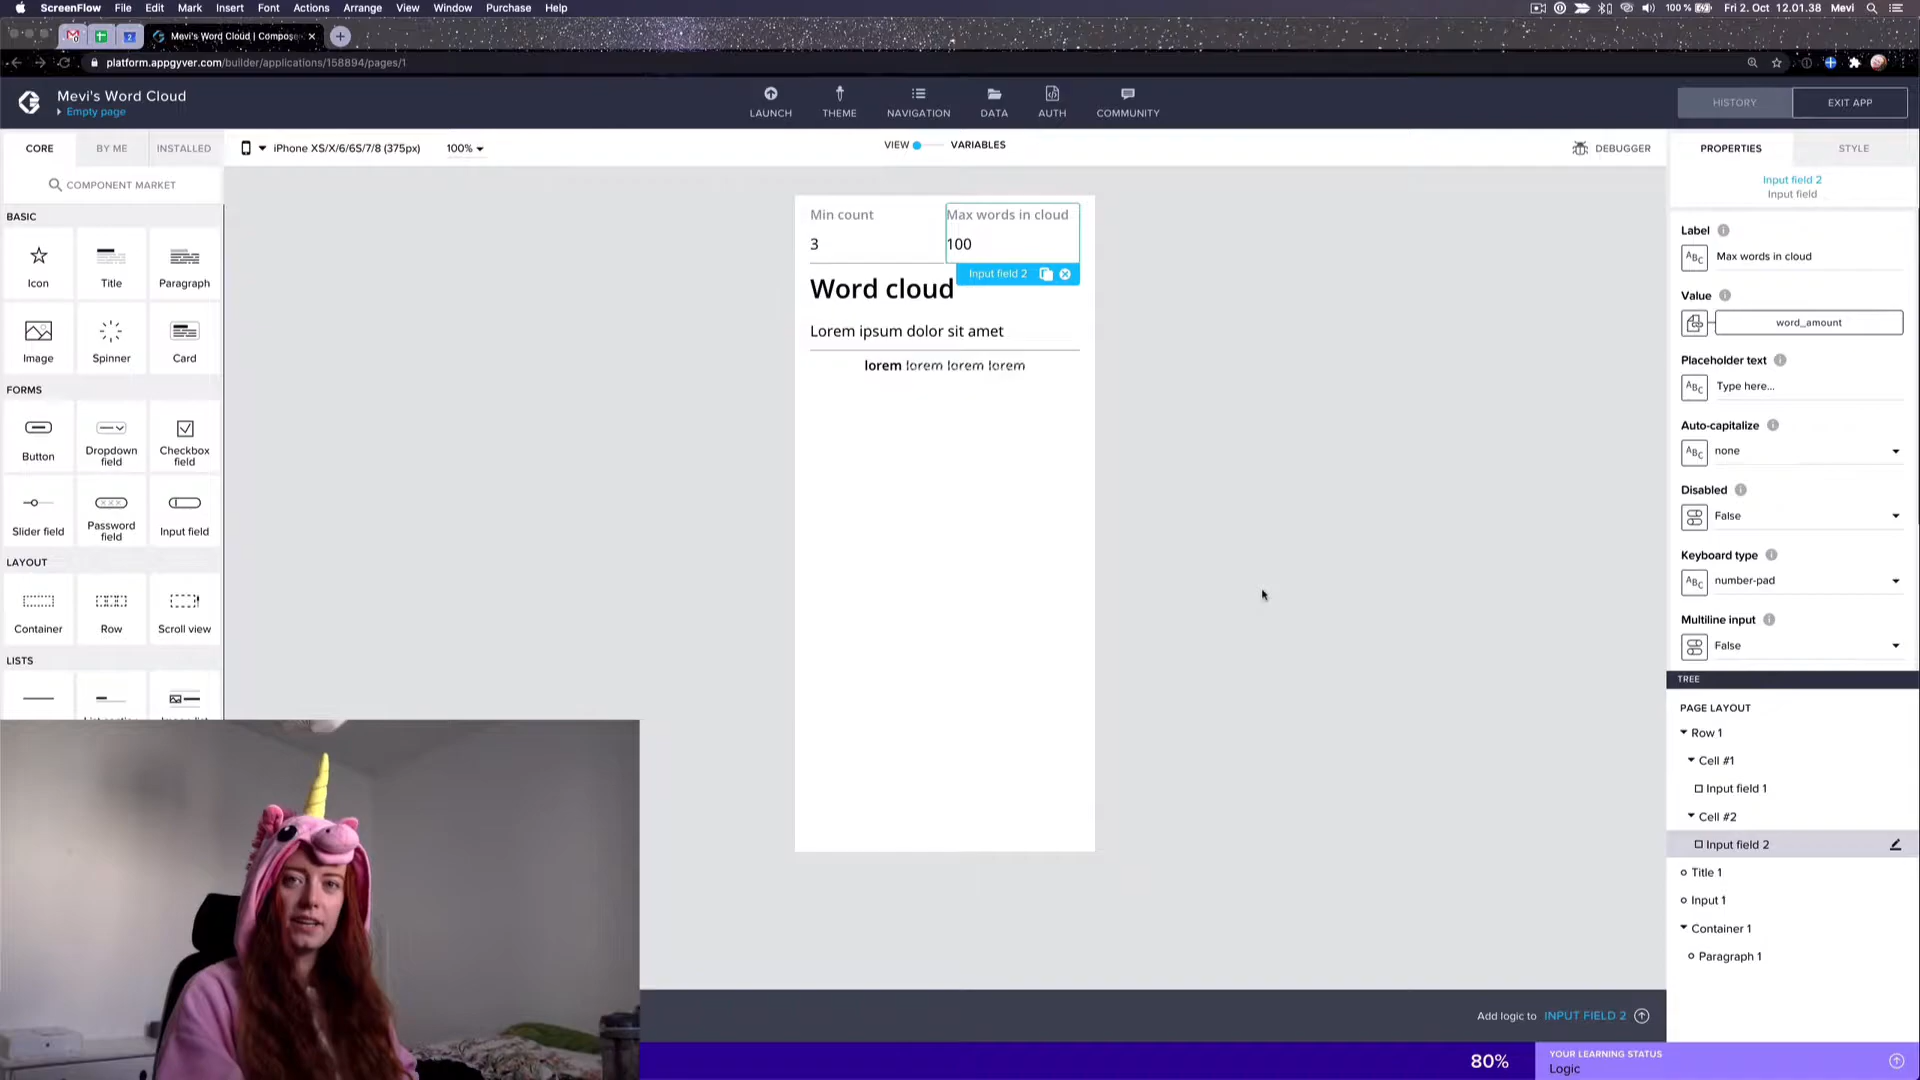 ScreenFlow File Edit Mark Insert Font Actions Arrange View Window Purchase Help
100 % Fri 2. Oct 12.01.38 Mevi
Mevi's Word Cloud | Compose
platform.appgyver.com/builder/applications/158894/pages/1
Mevi's Word Cloud
Empty page
LAUNCH THEME NAVIGATION DATA AUTH COMMUNITY
HISTORY EXIT APP
CORE BY ME INSTALLED
iPhone XS/X/6/6S/7/8 (375px) 100%
VIEW VARIABLES
DEBUGGER
PROPERTIES STYLE
COMPONENT MARKET
BASIC
Icon Title Paragraph
Image Spinner Card
FORMS
Button Dropdown field Checkbox field
Slider field Password field Input field
LAYOUT
Container Row Scroll view
LISTS
Min count Max words in cloud
3 100
Input field 2
Word cloud
Lorem ipsum dolor sit amet
lorem lorem lorem lorem
Input field 2
Input field
Label
Abc Max words in cloud
Value
word_amount
Placeholder text
Abc Type here...
Auto-capitalize
Abc none
Disabled
False
Keyboard type
Abc number-pad
Multiline input
False
TREE
PAGE LAYOUT
Row 1
Cell #1
Input field 1
Cell #2
Input field 2
Title 1
Input 1
Container 1
Paragraph 1
Add logic to INPUT FIELD 2
80%
YOUR LEARNING STATUS
Logic